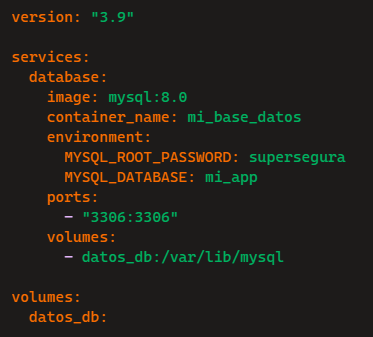 version: "3.9"

services:
  database:
    image: mysql:8.0
    container_name: mi_base_datos
    environment:
      MYSQL_ROOT_PASSWORD: supersegura
      MYSQL_DATABASE: mi_app
    ports:
      - "3306:3306"
    volumes:
      - datos_db:/var/lib/mysql

volumes:
  datos_db: